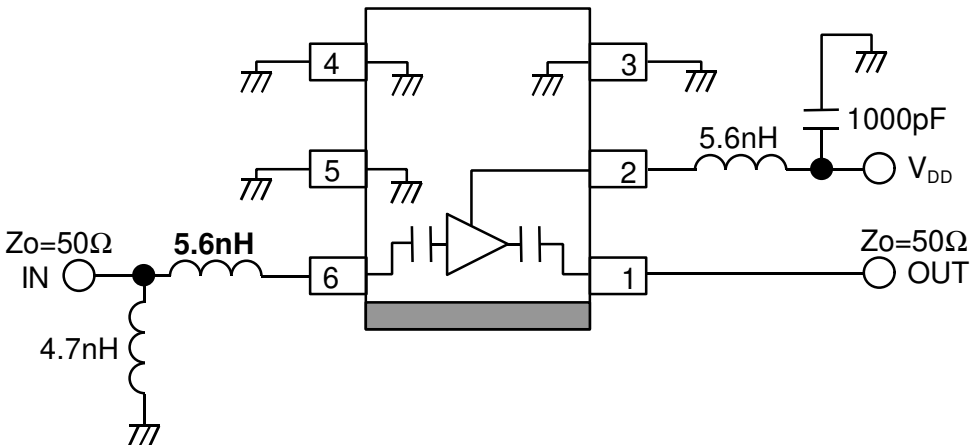 4
3
1000pF
5.6nH
5
2
V_DD
Zo=50Ω
5.6nH
Zo=50Ω
IN
6
1
OUT
4.7nH